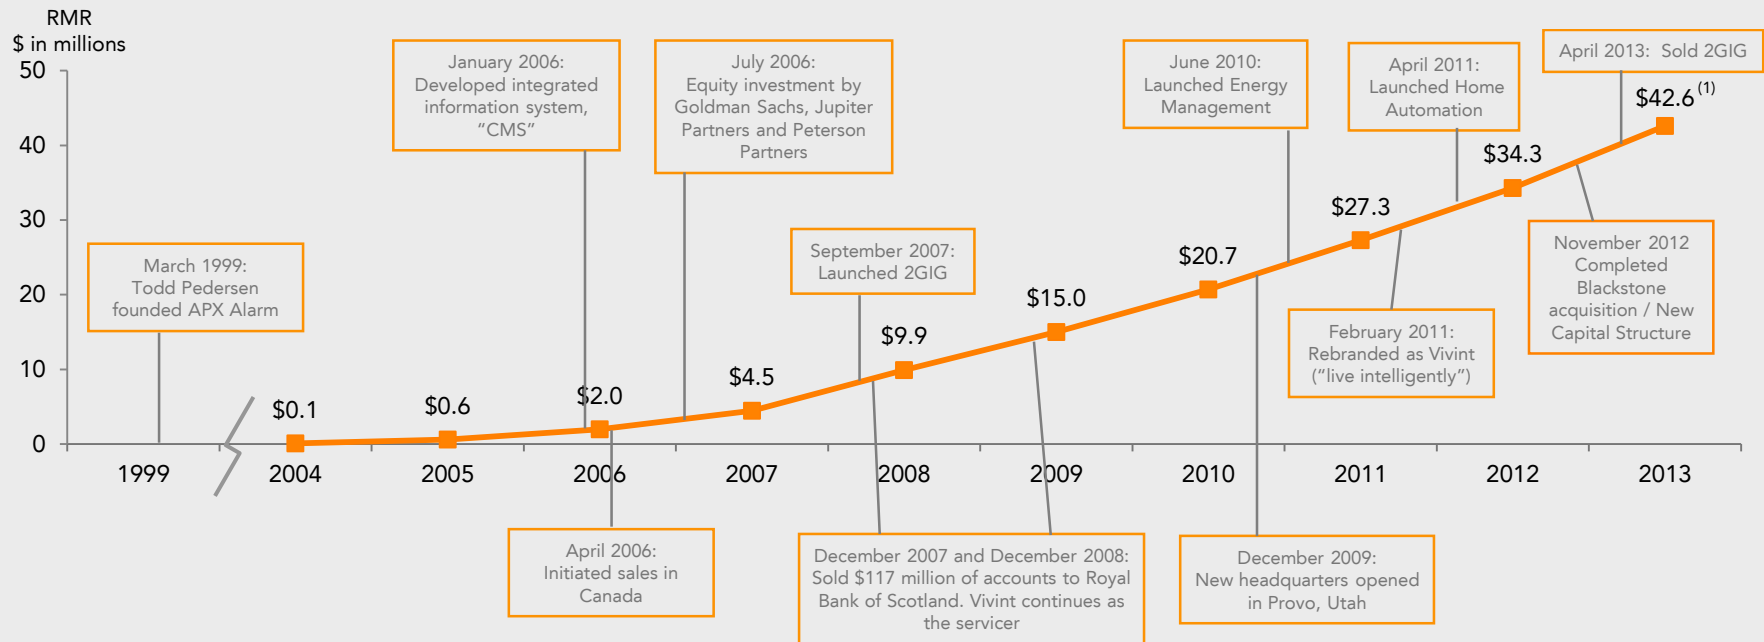 RMR
$ in millions
50
40
30
20
10
0
January 2006:
Developed integrated
information system,
“CMS”
July 2006:
Equity investment by
Goldman Sachs, Jupiter
Partners and Peterson
Partners
June 2010:
Launched Energy
Management
April 2011:
Launched Home
Automation
April 2013: Sold 2GIG
March 1999:
Todd Pedersen
founded APX Alarm
September 2007:
Launched 2GIG
February 2011:
Rebranded as Vivint
(“live intelligently”)
November 2012
Completed
Blackstone
acquisition / New
Capital Structure
$0.1
$0.6
$2.0
$4.5
$9.9
$15.0
$20.7
$27.3
$34.3
$42.6 (1)
1999
2004
2005
2006
2007
2008
2009
2010
2011
2012
2013
April 2006:
Initiated sales in
Canada
December 2007 and December 2008:
Sold $117 million of accounts to Royal
Bank of Scotland. Vivint continues as
the servicer
December 2009:
New headquarters opened
in Provo, Utah